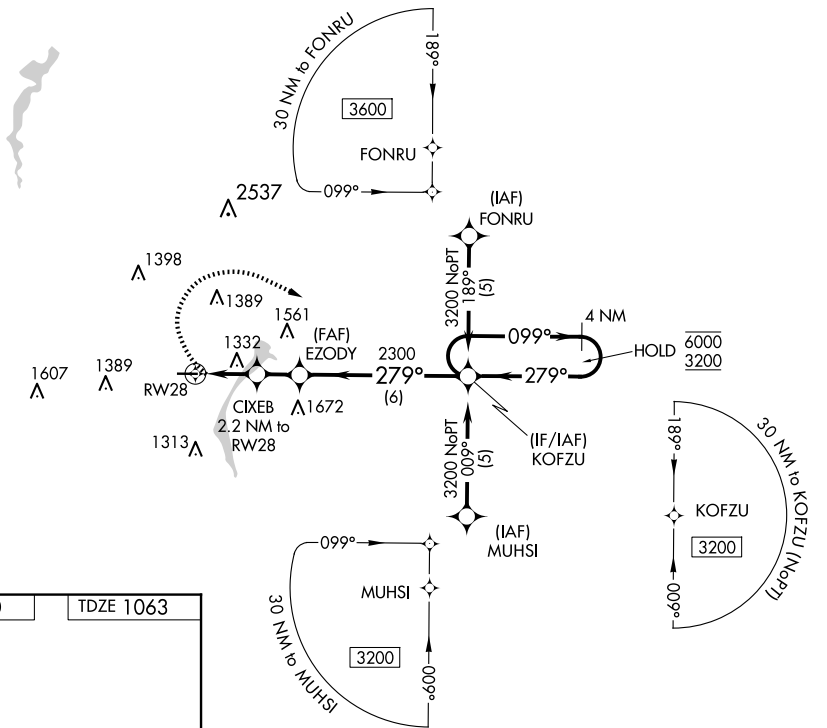 30 NM to FONRU
189°
3600
FONRU
099°
2537
(IAF)
FONRU
1398
3200 NoPT
189°
(5)
1389
4 NM
1561
099°
(FAF)
EZODY
1332
2300
HOLD
6000
3200
1607
1389
279°
279°
RW28
(6)
CIXEB
2.2 NM to
RW28
1672
1313
3200 NoPT
009°
(5)
(IF/IAF)
KOFZU
189°
30 NM to KOFZU (NoPT)
KOFZU
3200
009°
(IAF)
MUHSI
099°
MUHSI
30 NM to MUHSI
3200
009°
TDZE 1063